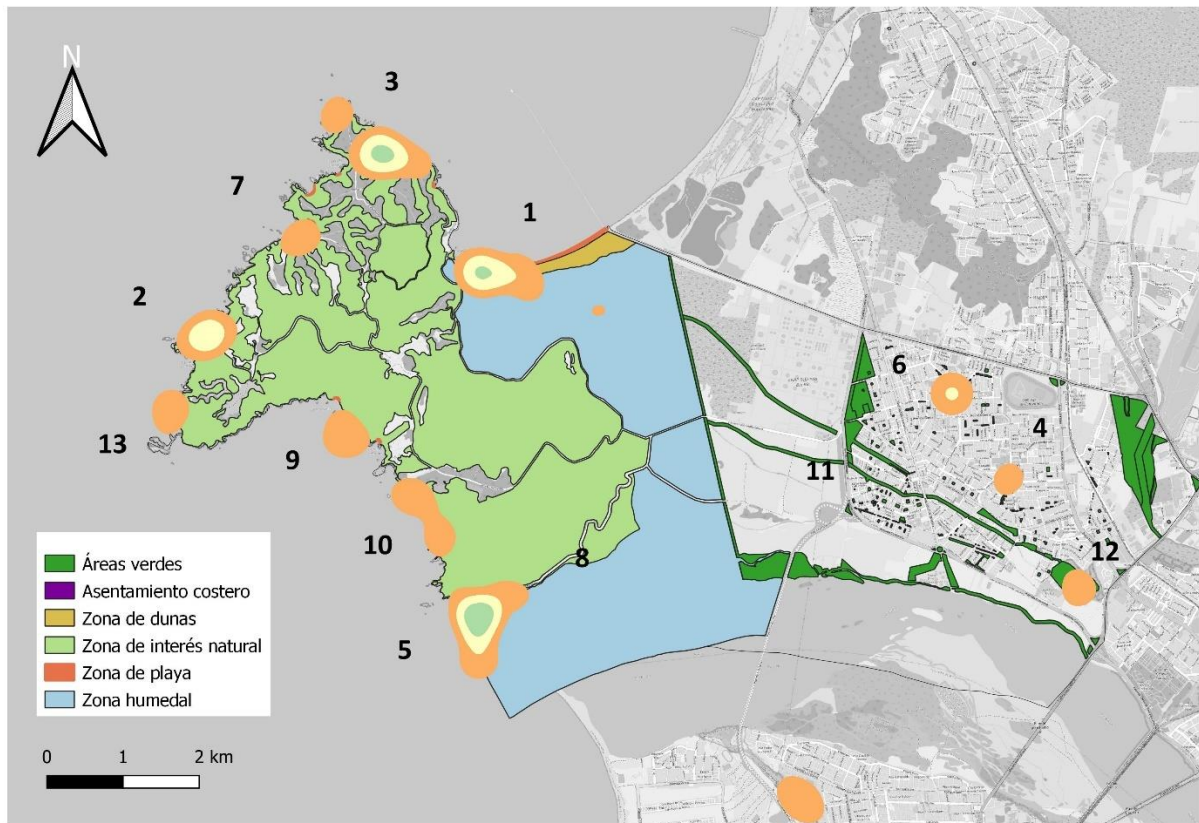 N
3
7
1
2
6
4
13
9
11
10
12
8
5
Áreas verdes
Asentamiento costero
Zona de dunas
Zona de interés natural
Zona de playa
Zona humedal
0 1 2 km